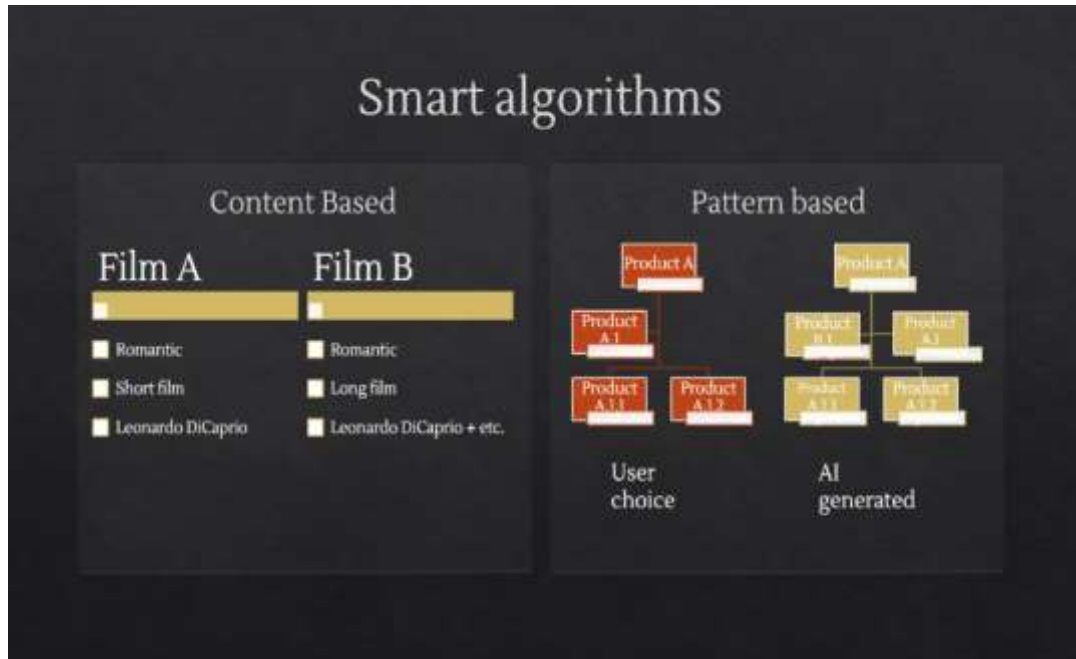 Smart algorithms
Content Based
Film A
Film B
Romantic
Short film
Leonardo DiCaprio
Romantic
Long film
Leonardo DiCaprio + etc.
Pattern based
Product A
Product
A.1
Product
A.1.1
Product
A.1.2
User
choice
Product A
Product
B.1
Product
A.1
Product
A.1.1
Product
A.1.2
AI
generated